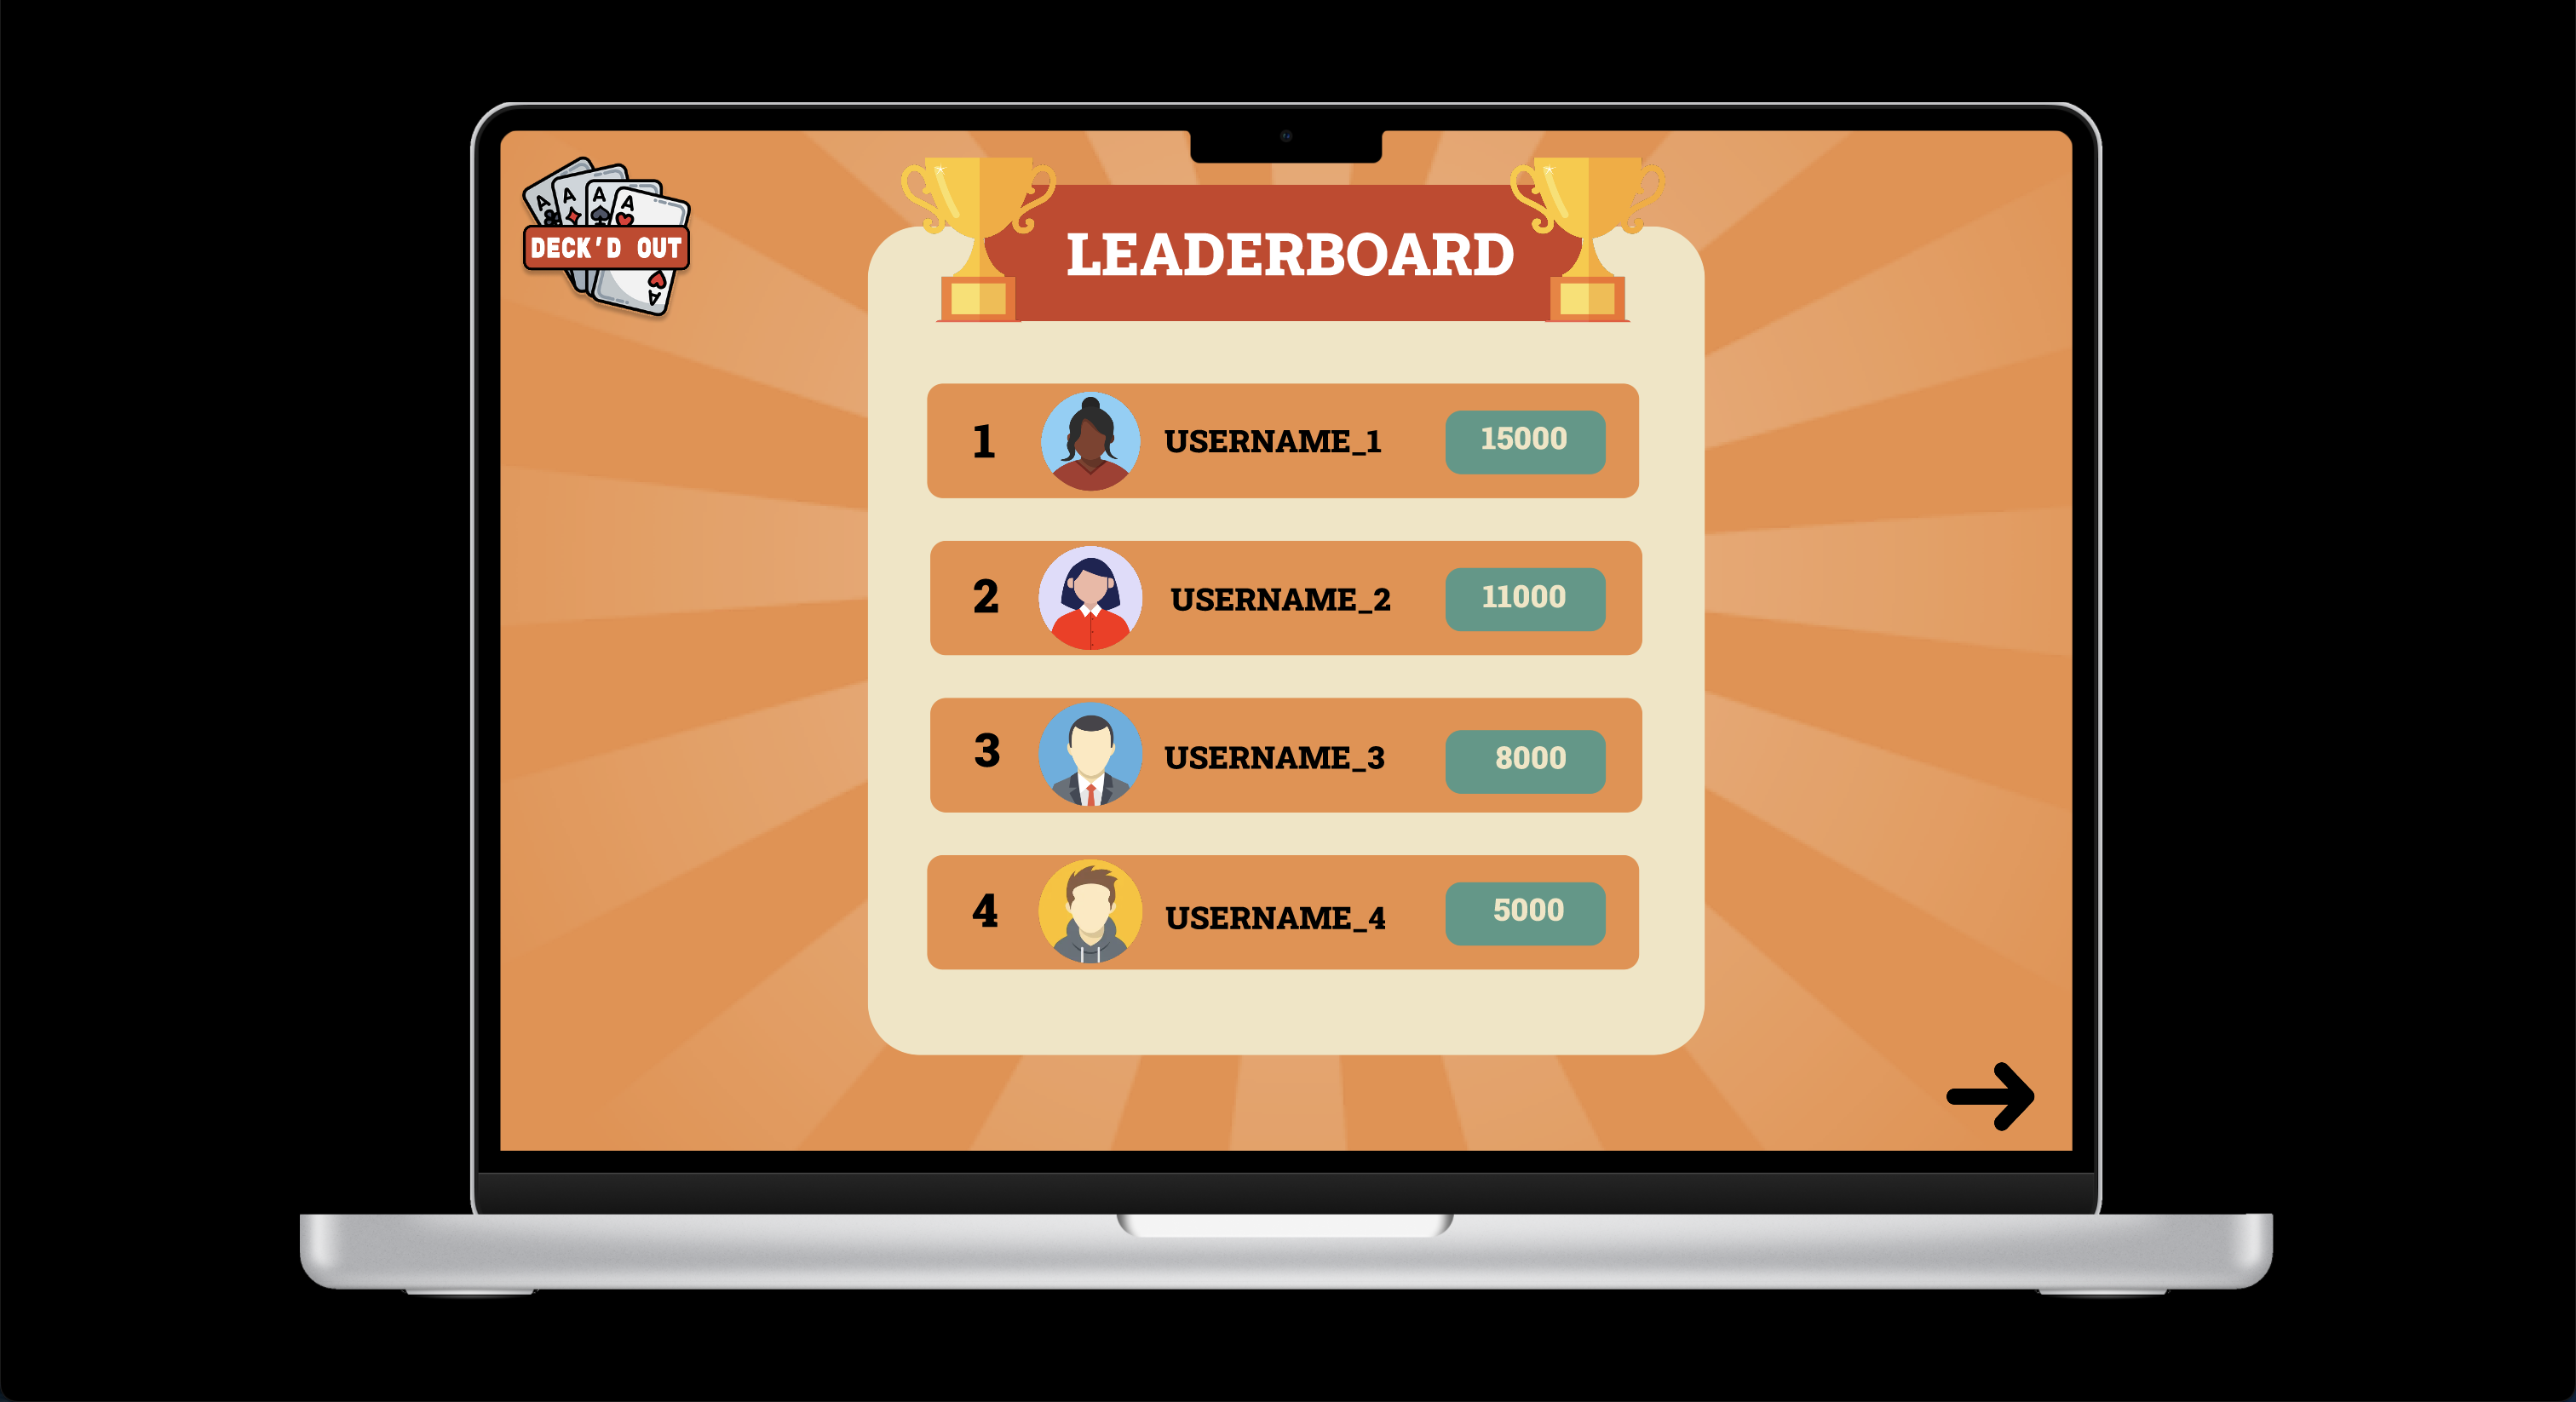 A A A A
DECK'D OUT
A
LEADERBOARD
1 USERNAME_1 15000
2 USERNAME_2 11000
3 USERNAME_3 8000
4 USERNAME_4 5000